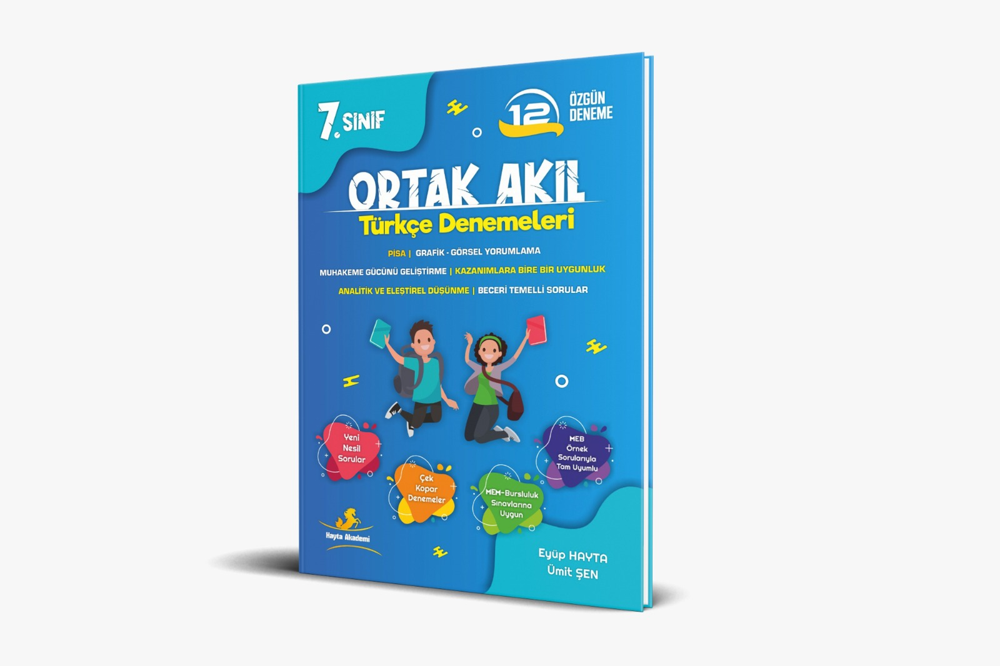 7. SINIF
12
ÖZGÜN
DENEME
ORTAK AKIL
Türkçe Denemeleri
PİSA | GRAFİK - GÖRSEL YORUMLAMA
MUHAKEME GÜCÜNÜ GELİŞTİRME | KAZANIMLARA BİRE BİR UYGUNLUK
ANALİTİK VE ELEŞTİREL DÜŞÜNME | BECERİ TEMELLİ SORULAR
Yeni
Nesil
Sorular
Çek
Kopar
Denemeler
MEM-Bursluluk
Sınavlarına
Uygun
MEB
Örnek
Sorularıyla
Tam Uyumlu
Hayta Akademi
Eyüp HAYTA
Ümit ŞEN